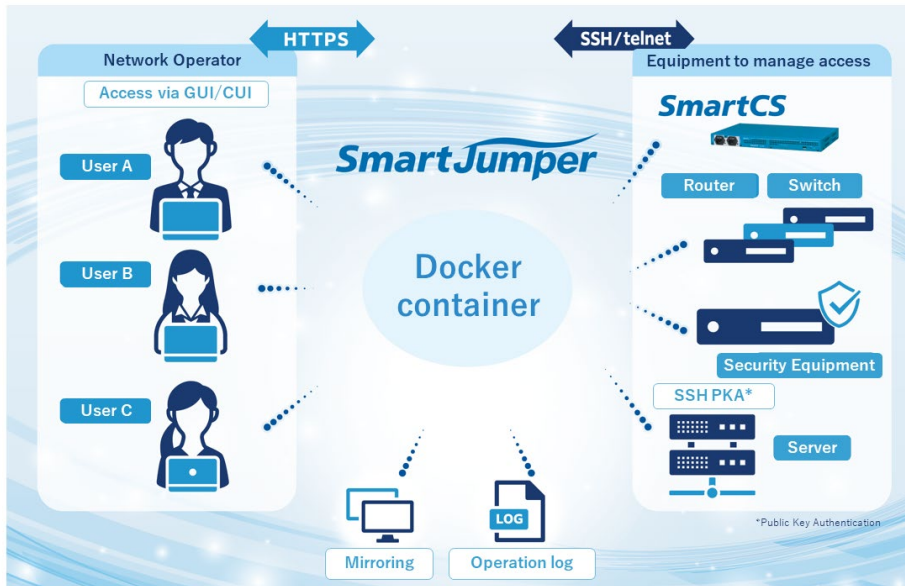 HTTPS
SSH/telnet
Network Operator
Access via GUI/CUI
User A
User B
User C
SmartJumper
Docker
container
Mirroring
LOG
Operation log
Equipment to manage access
SmartCS
Router
Switch
Security Equipment
SSH PKA*
Server
*Public Key Authentication